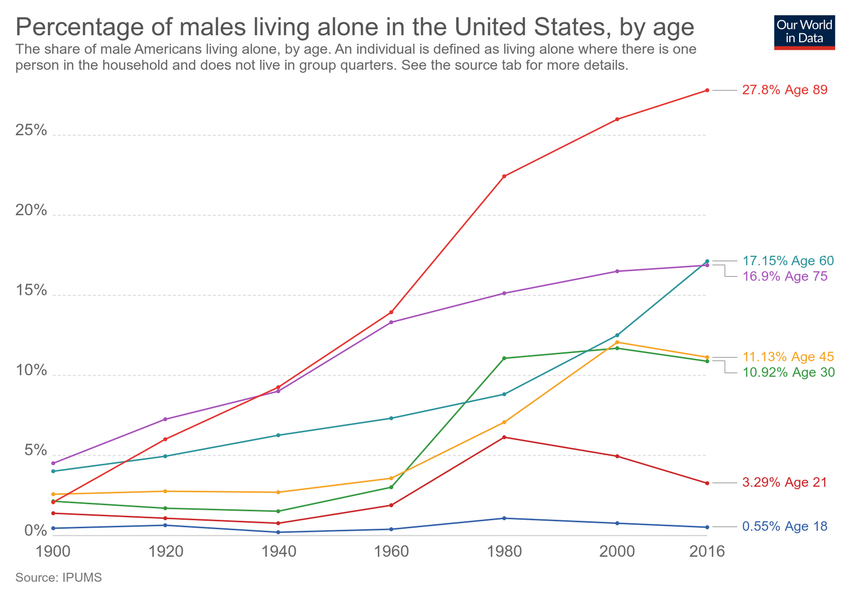 Percentage of males living alone in the United States, by age
Our World
in Data
The share of male Americans living alone, by age. An individual is defined as living alone where there is one
person in the household and does not live in group quarters. See the source tab for more details.
27.8% Age 89
25%
20%
17.15% Age 60
16.9% Age 75
15%
11.13% Age 45
10.92% Age 30
10%
5%
3.29% Age 21
0.55% Age 18
0%
1900 1920 1940 1960 1980 2000 2016
Source: IPUMS